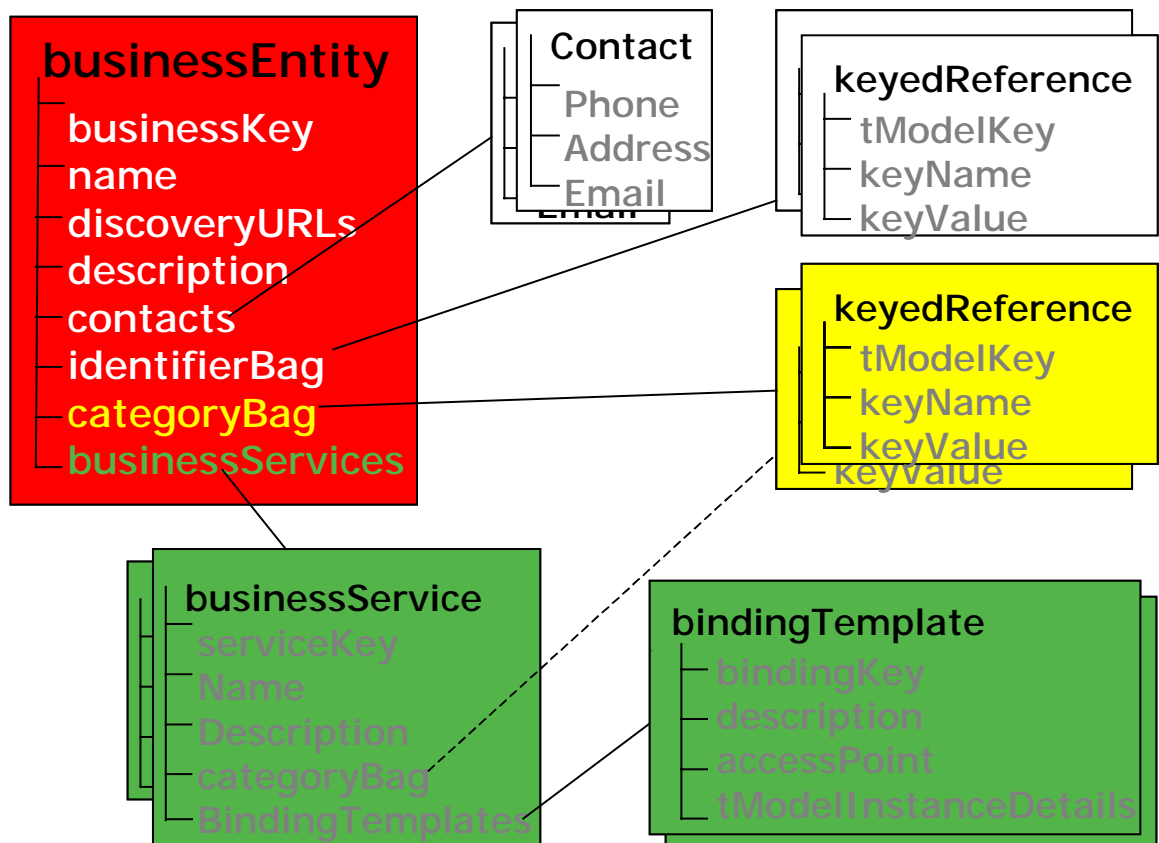 businessEntity
businessKey
name
discoveryURLs
description
contacts
identifierBag
categoryBag
businessServices
Contact
Phone
Address
Email
Email
keyedReference
tModelKey
keyName
keyValue
keyedReference
tModelKey
keyName
keyValue
keyValue
businessService
serviceKey
Name
Description
categoryBag
BindingTemplates
bindingTemplate
bindingKey
description
accessPoint
tModelInstanceDetails